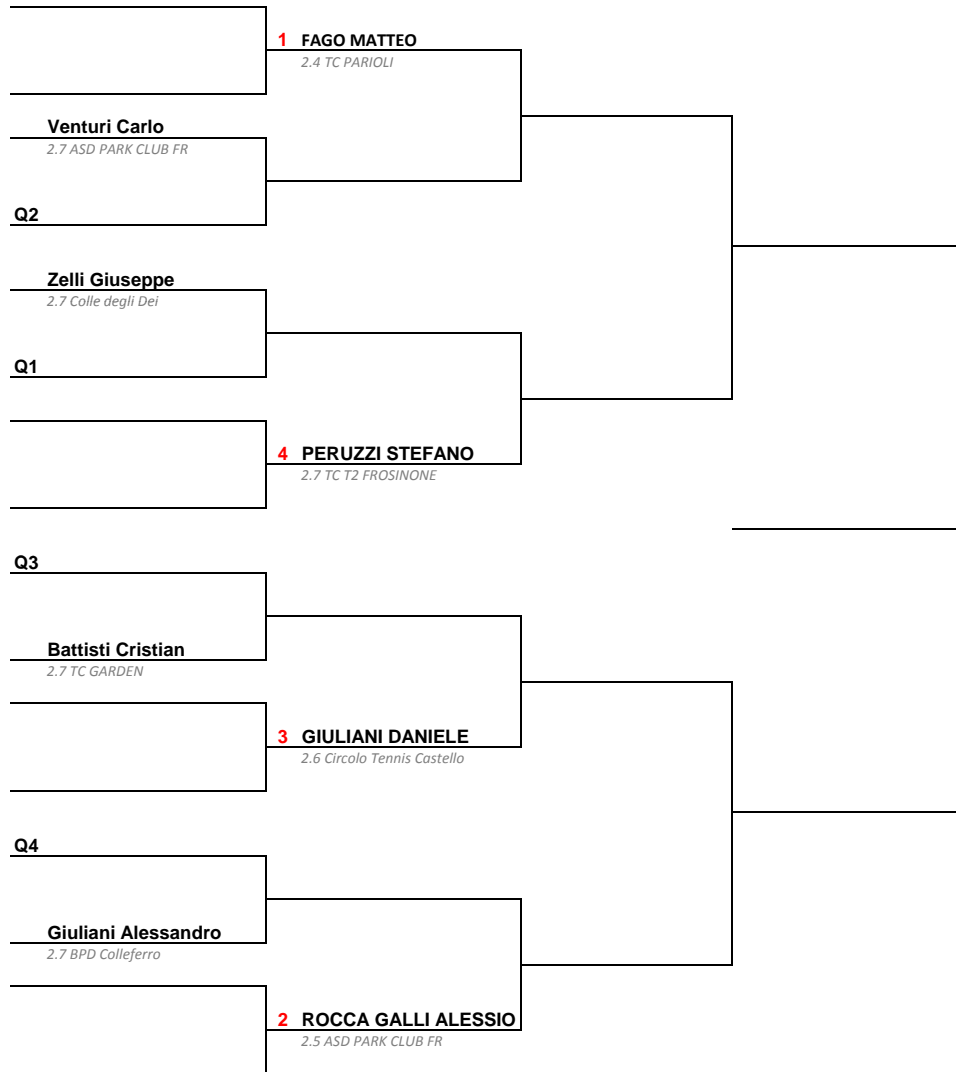 1 FAGO MATTEO
2.4 TC PARIOLI
Venturi Carlo
2.7 ASD PARK CLUB FR
Q2
Zelli Giuseppe
2.7 Colle degli Dei
Q1
4 PERUZZI STEFANO
2.7 TC T2 FROSINONE
Q3
Battisti Cristian
2.7 TC GARDEN
3 GIULIANI DANIELE
2.6 Circolo Tennis Castello
Q4
Giuliani Alessandro
2.7 BPD Colleferro
2 ROCCA GALLI ALESSIO
2.5 ASD PARK CLUB FR